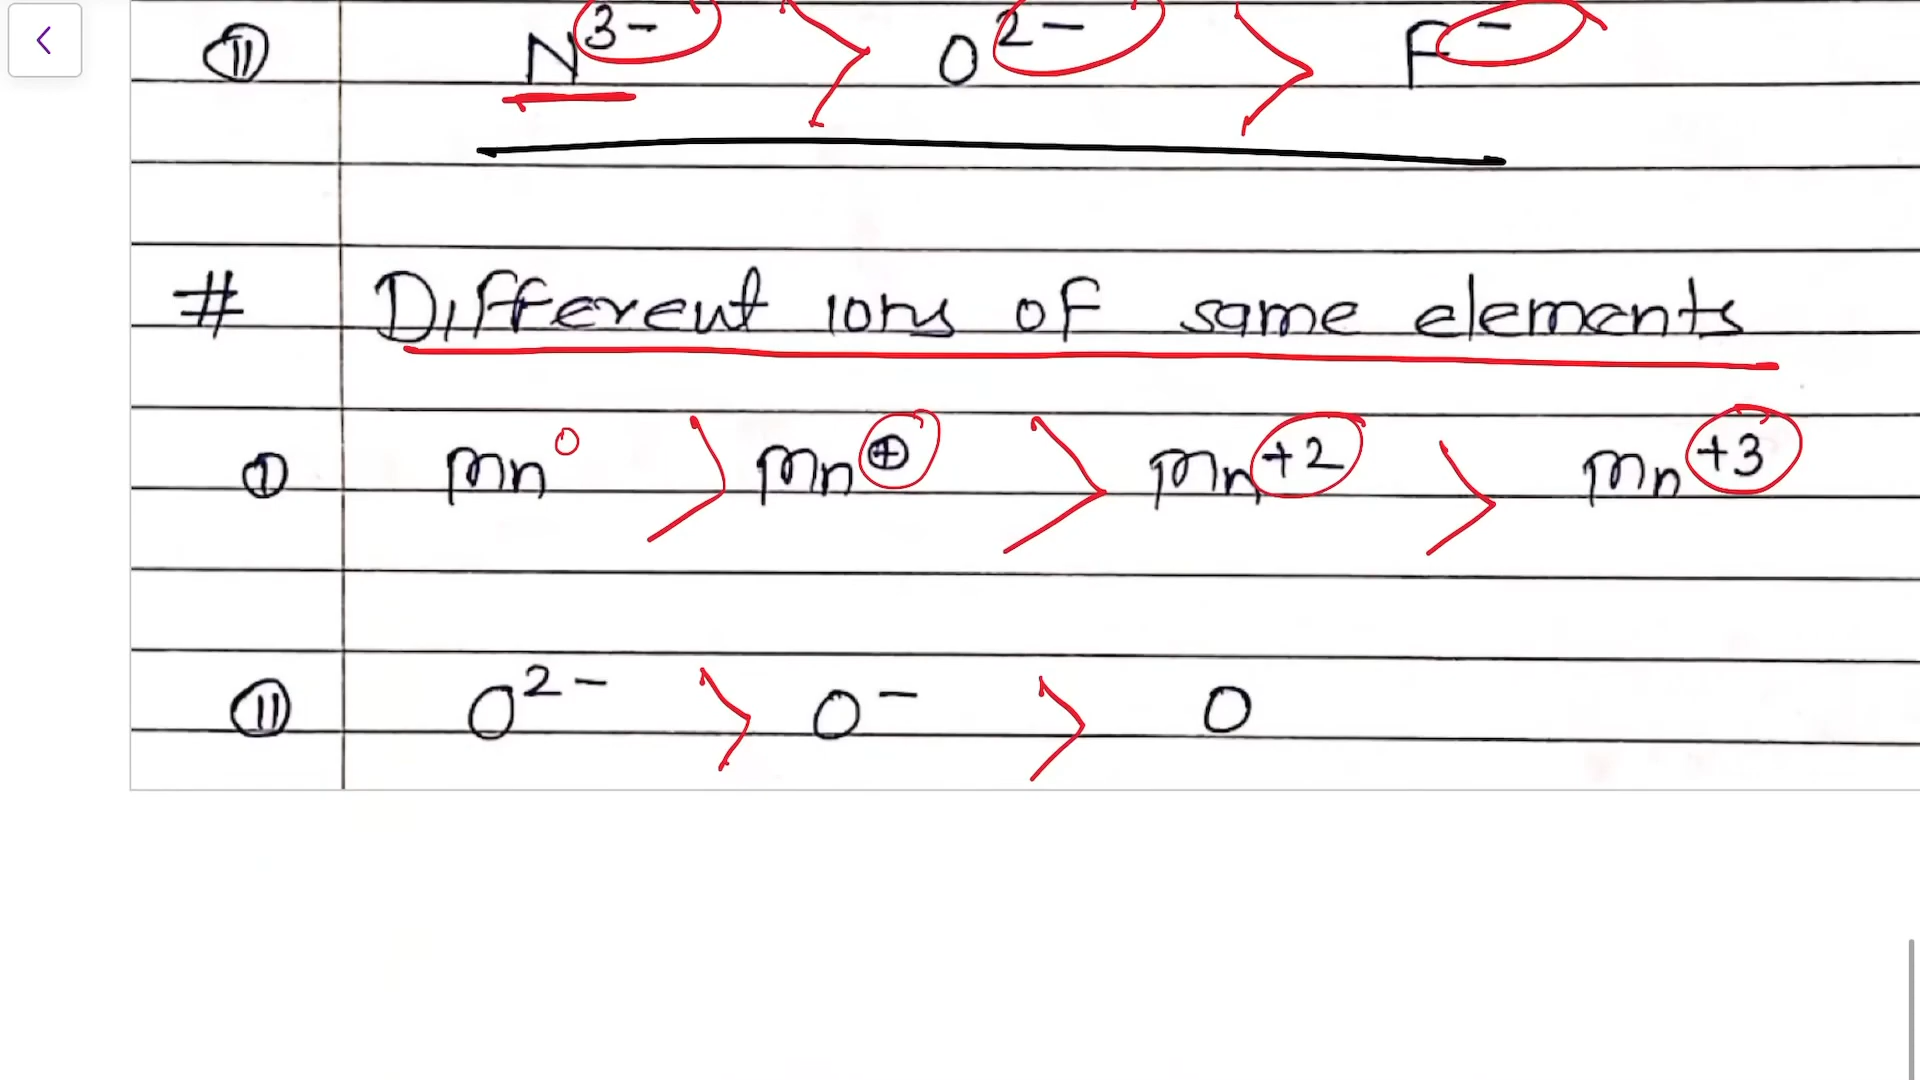 (II) N³⁻ > O²⁻ > F⁻
# Different ions of same elements
(I) Mn⁰ > Mn⊕ > Mn⁺² > Mn⁺³
(II) O²⁻ > O⁻ > O